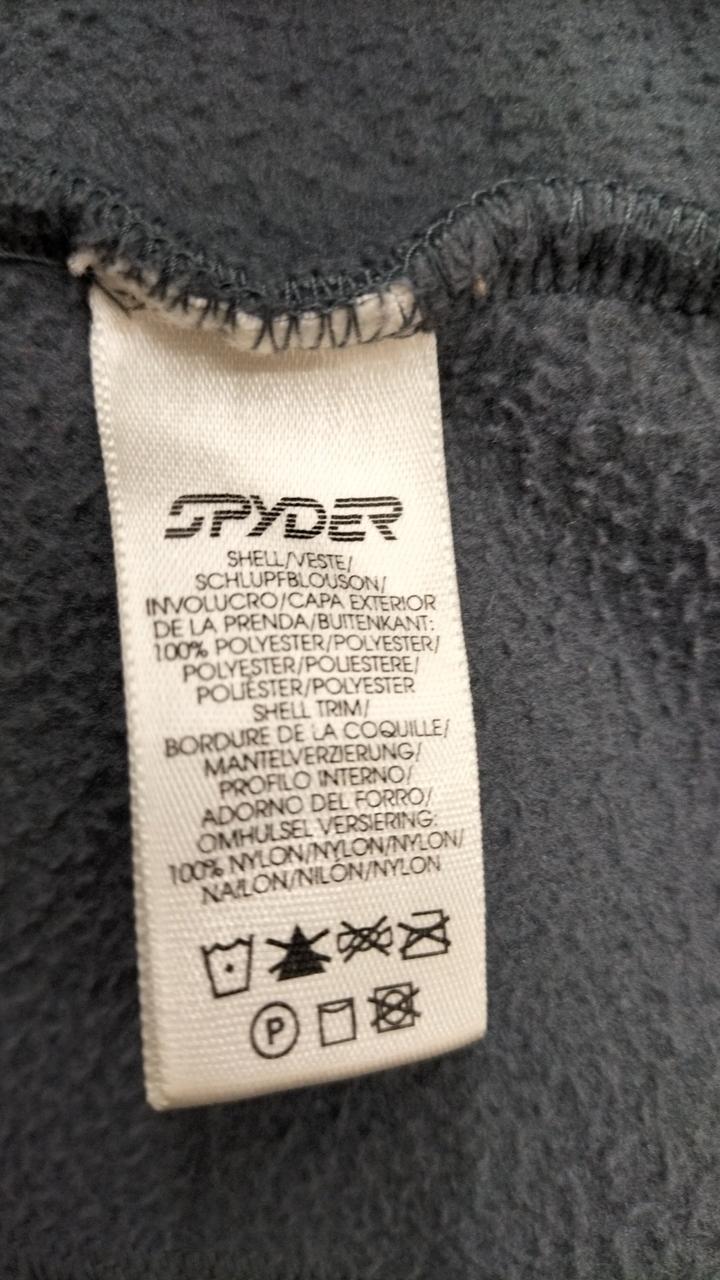 SPYDER
SHELL/VESTE/
SCHLUPFBLOUSON/
INVOLUCRO/CAPA EXTERIOR
DE LA PRENDA/BUITENKANT:
100% POLYESTER/POLYESTER/
POLYESTER/POLIESTERE/
POLIÉSTER/POLYESTER
SHELL TRIM/
BORDURE DE LA COQUILLE/
MANTELVERZIERUNG/
PROFILO INTERNO/
ADORNO DEL FORRO/
OMHULSEL VERSIERING:
100% NYLON/NYLON/NYLON/
NAILON/NILÓN/NYLON
P